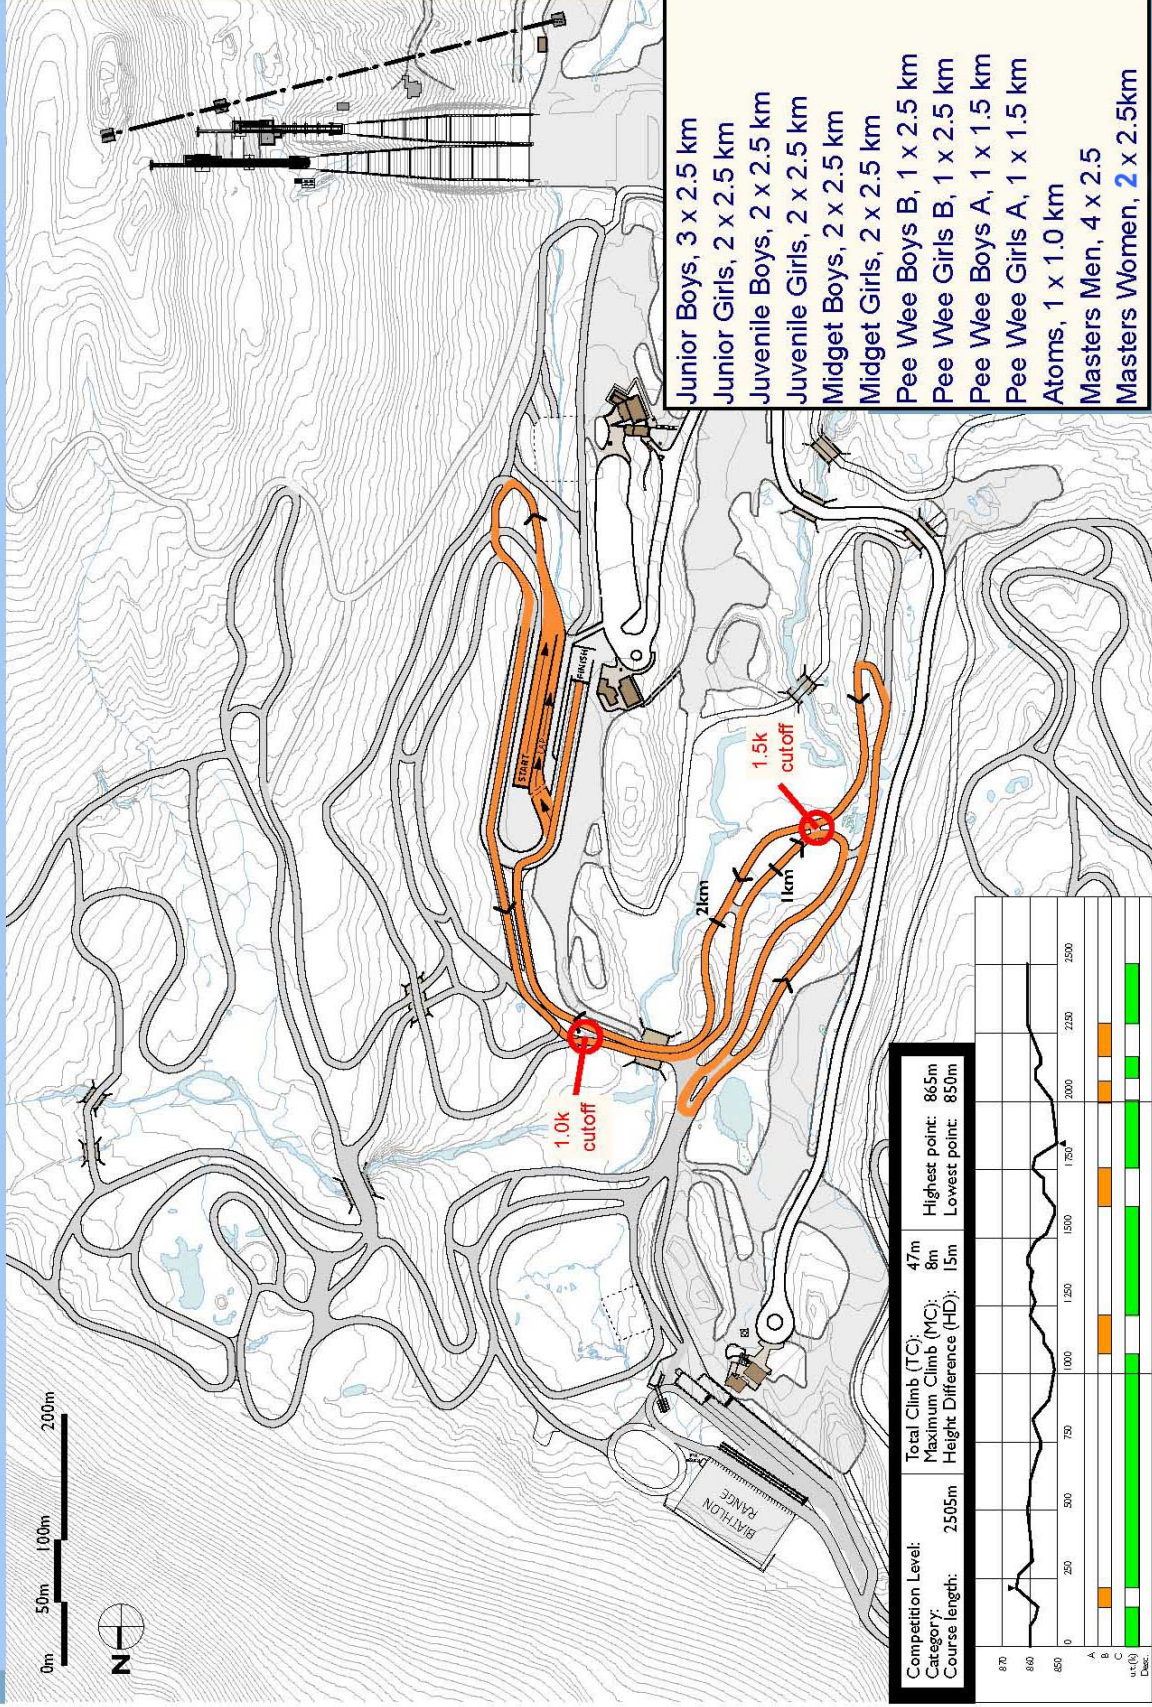 0m 50m 100m 200m
N
START
LAP
FINISH
1.0k
cutoff
1.5k
cutoff
1km
2km
BIATHLON
RANGE
Junior Boys, 3 x 2.5 km
Junior Girls, 2 x 2.5 km
Juvenile Boys, 2 x 2.5 km
Juvenile Girls, 2 x 2.5 km
Midget Boys, 2 x 2.5 km
Midget Girls, 2 x 2.5 km
Pee Wee Boys B, 1 x 2.5 km
Pee Wee Girls B, 1 x 2.5 km
Pee Wee Boys A, 1 x 1.5 km
Pee Wee Girls A, 1 x 1.5 km
Atoms, 1 x 1.0 km
Masters Men, 4 x 2.5
Masters Women, 2 x 2.5km
Competition Level:
Category:
Course length: 2505m
Total Climb (TC): 47m
Maximum Climb (MC): 8m
Height Difference (HD): 15m
Highest point: 865m
Lowest point: 850m
870
860
850
0 250 500 750 1000 1250 1500 1750 2000 2250 2500
A
B
C
u.t.(k)
Desc.